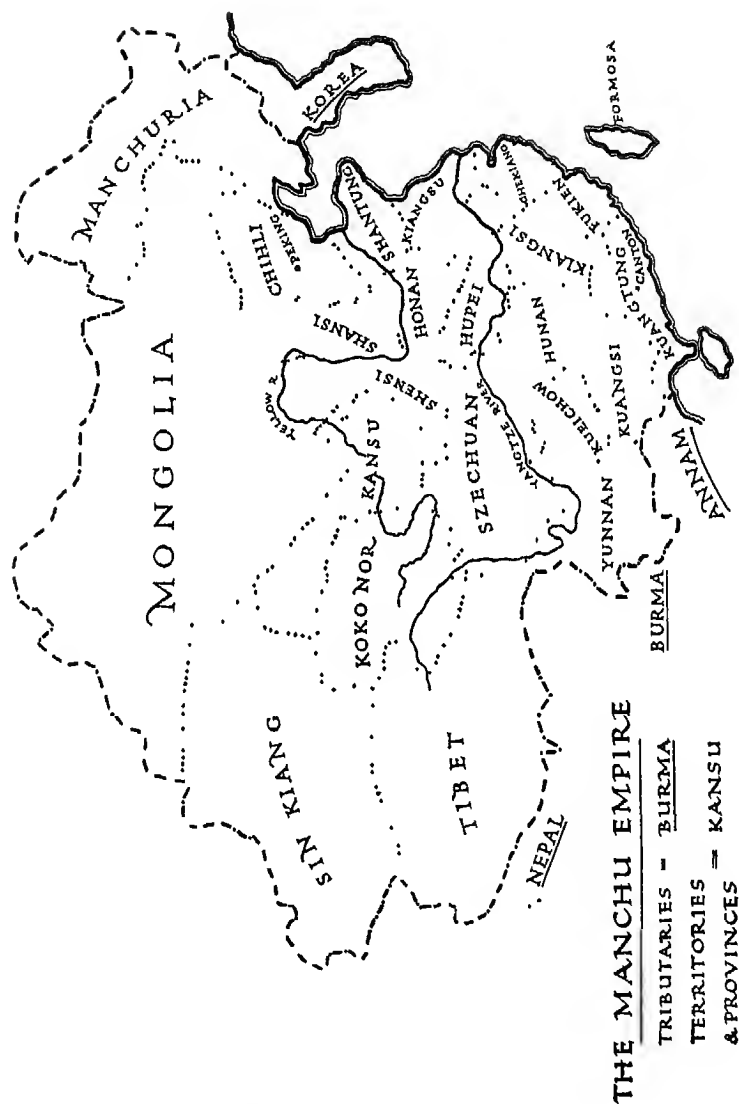 MANCHURIA
KOREA
MONGOLIA
CHIHLI
PEKING
SHANTUNG
SHANSI
YELLOW R.
SHENSI
KANSU
HONAN
KIANGSU
SIN KIANG
KOKO NOR
TIBET
SZECHUAN
HUPEI
YANGTZE RIVER
CHEKIANG
KIANGSI
FUKIEN
FORMOSA
HUNAN
KUEICHOW
KUANGSI
KUANGTUNG
CANTON
YUNNAN
NEPAL
BURMA
ANNAM
THE MANCHU EMPIRE
TRIBUTARIES - BURMA
TERRITORIES
& PROVINCES = KANSU